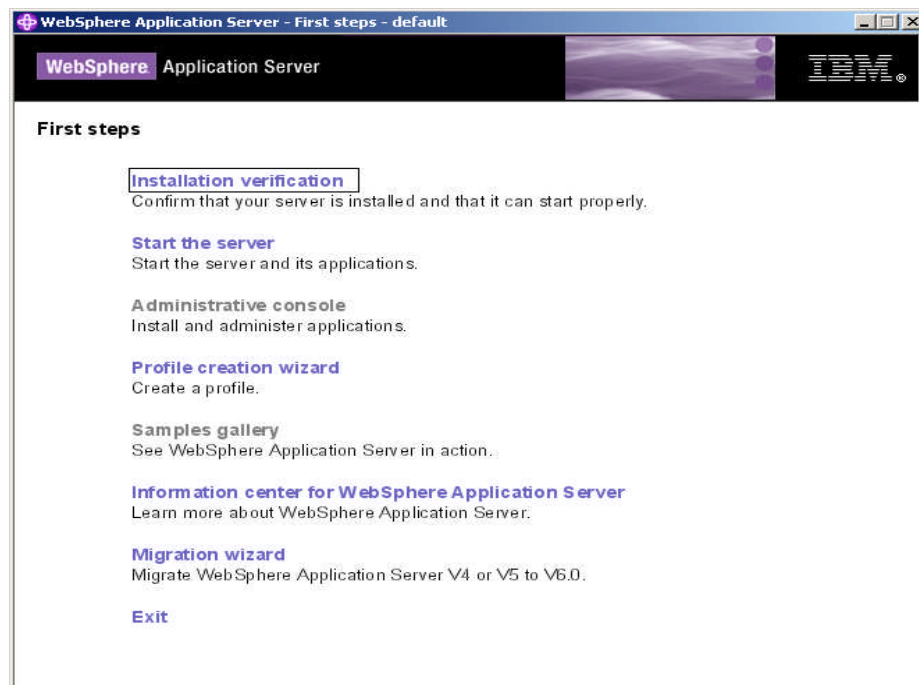 WebSphere Application Server - First steps - default
WebSphere Application Server
IBM®
First steps
Installation verification
Confirm that your server is installed and that it can start properly.
Start the server
Start the server and its applications.
Administrative console
Install and administer applications.
Profile creation wizard
Create a profile.
Samples gallery
See WebSphere Application Server in action.
Information center for WebSphere Application Server
Learn more about WebSphere Application Server.
Migration wizard
Migrate WebSphere Application Server V4 or V5 to V6.0.
Exit